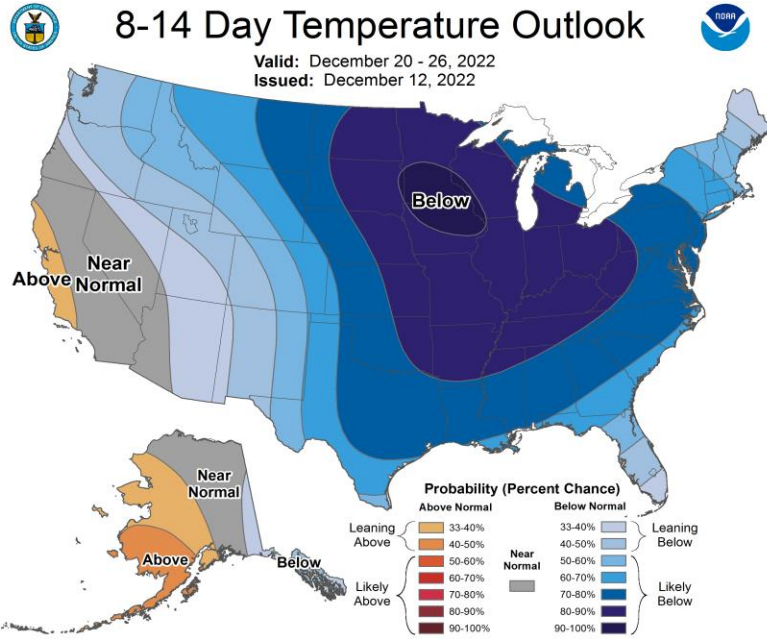 8-14 Day Temperature Outlook
Valid: December 20 - 26, 2022
Issued: December 12, 2022
NOAA
Below
Above
Near
Normal
Near
Normal
Above
Below
Probability (Percent Chance)
Above Normal
Below Normal
Leaning
Above
33-40%
40-50%
Likely
Above
50-60%
60-70%
70-80%
80-90%
90-100%
Near
Normal
33-40%
40-50%
Leaning
Below
50-60%
60-70%
70-80%
80-90%
90-100%
Likely
Below